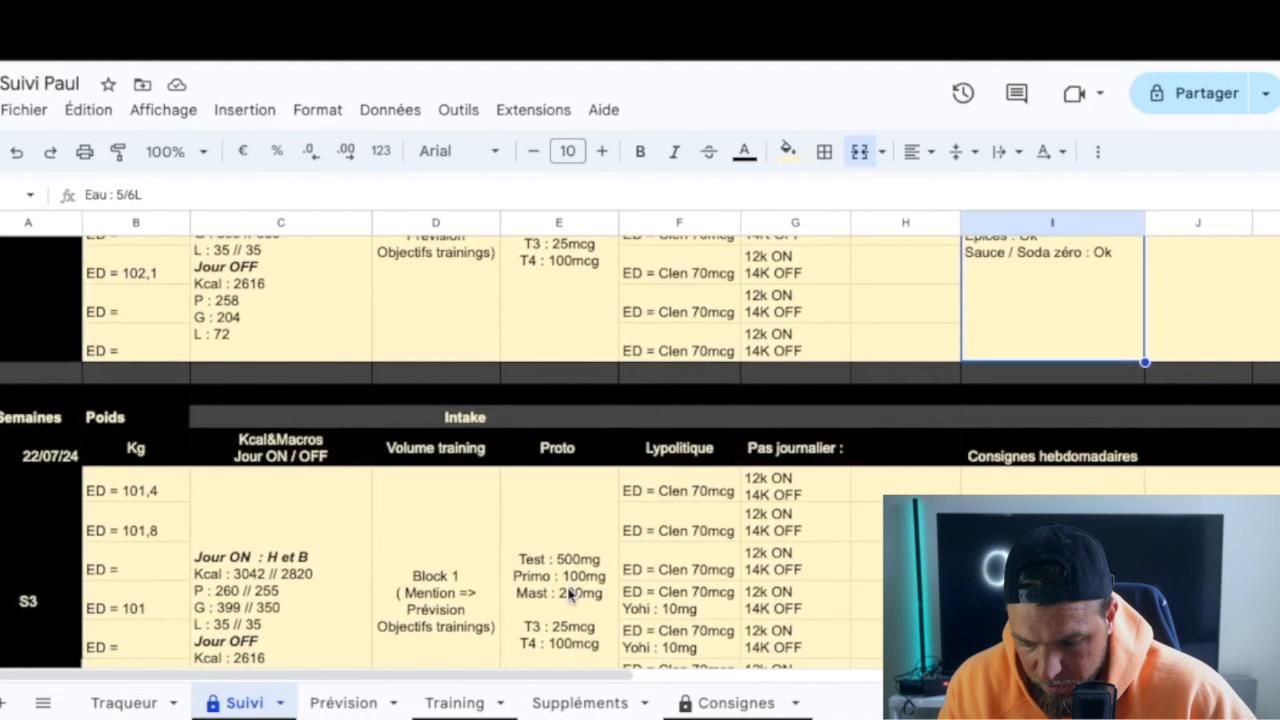 Suivi Paul
Fichier Édition Affichage Insertion Format Données Outils Extensions Aide
Partager
100% € % .0 .00 123 Arial 10 B I A
fx Eau : 5/6L
A B C D E F G H I J
L : 35 // 35
Jour OFF
Kcal : 2616
P : 258
G : 204
L : 72
ED = 102,1
ED =
ED =
Prévision
Objectifs trainings)
T3 : 25mcg
T4 : 100mcg
ED = Clen 70mcg
ED = Clen 70mcg
ED = Clen 70mcg
ED = Clen 70mcg
14K OFF
12k ON
14K OFF
12k ON
14K OFF
12k ON
14K OFF
Epices : Ok
Sauce / Soda zéro : Ok
Semaines Poids Intake
22/07/24 Kg
Kcal&Macros
Jour ON / OFF
Volume training Proto Lypolitique Pas journalier : Consignes hebdomadaires
S3
ED = 101,4
ED = 101,8
ED =
ED = 101
ED =
Jour ON : H et B
Kcal : 3042 // 2820
P : 260 // 255
G : 399 // 350
L : 35 // 35
Jour OFF
Kcal : 2616
Block 1
( Mention =>
Prévision
Objectifs trainings)
Test : 500mg
Primo : 100mg
Mast :
T3 : 25mcg
T4 : 100mcg
ED = Clen 70mcg
ED = Clen 70mcg
ED = Clen 70mcg
ED = Clen 70mcg
Yohi : 10mg
ED = Clen 70mcg
Yohi : 10mg
12k ON
14K OFF
12k ON
14K OFF
12k ON
14K OFF
12k ON
14K OFF
12k ON
14K OFF
Traqueur Suivi Prévision Training Suppléments Consignes